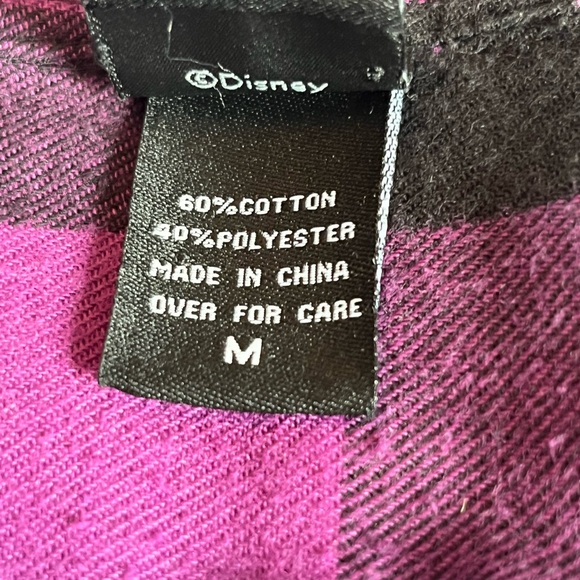 ©Disney
60%COTTON
40%POLYESTER
MADE IN CHINA
OVER FOR CARE
M